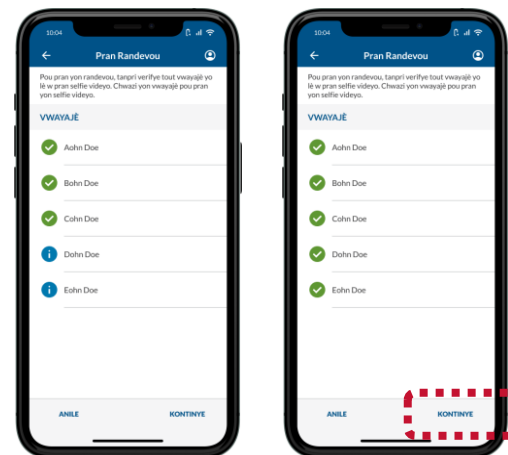 10:04
Pran Randevou
Pou pran yon randevou, tanpri verifye tout vwayajè yo
lè w pran selfie videyo. Chwazi yon vwayajè pou pran
yon selfie videyo.
VWAYAJÈ
Aohn Doe
Bohn Doe
Cohn Doe
Dohn Doe
Eohn Doe
ANILE KONTINYE
10:04
Pran Randevou
Pou pran yon randevou, tanpri verifye tout vwayajè yo
lè w pran selfie videyo. Chwazi yon vwayajè pou pran
yon selfie videyo.
VWAYAJÈ
Aohn Doe
Bohn Doe
Cohn Doe
Dohn Doe
Eohn Doe
ANILE KONTINYE